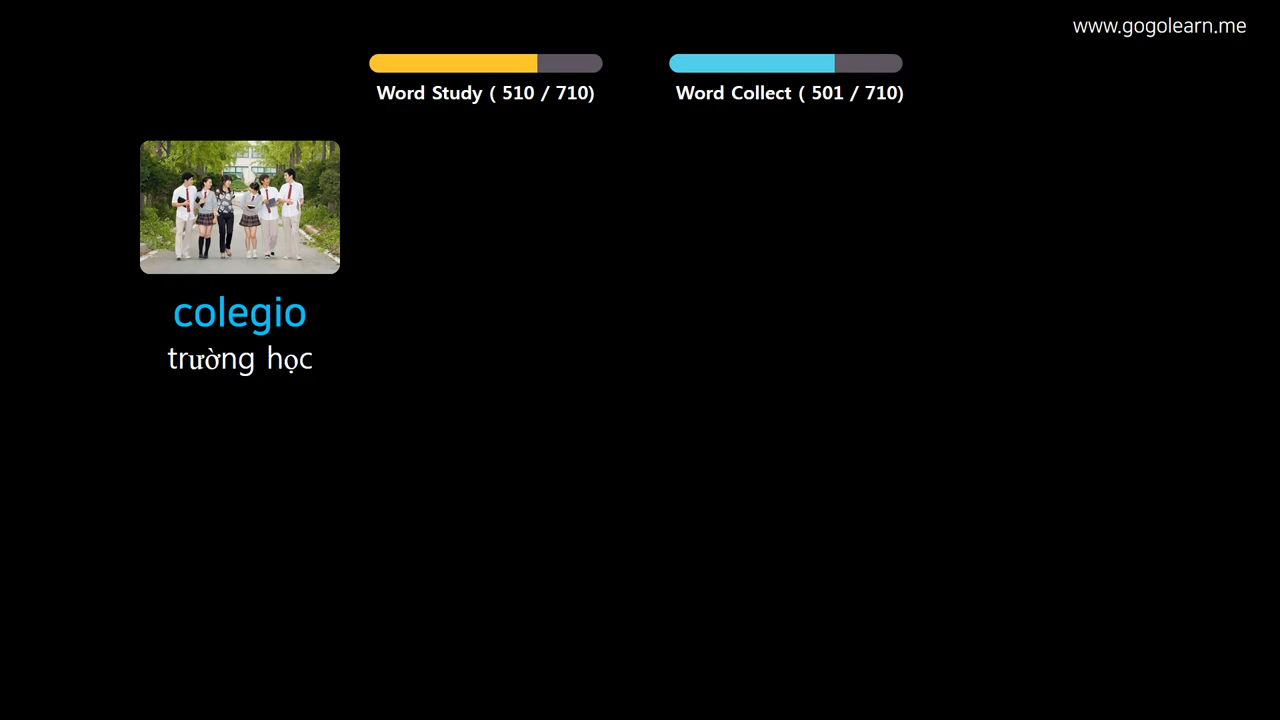 www.gogolearn.me
Word Study ( 510 / 710)
Word Collect ( 501 / 710)
colegio
trường học